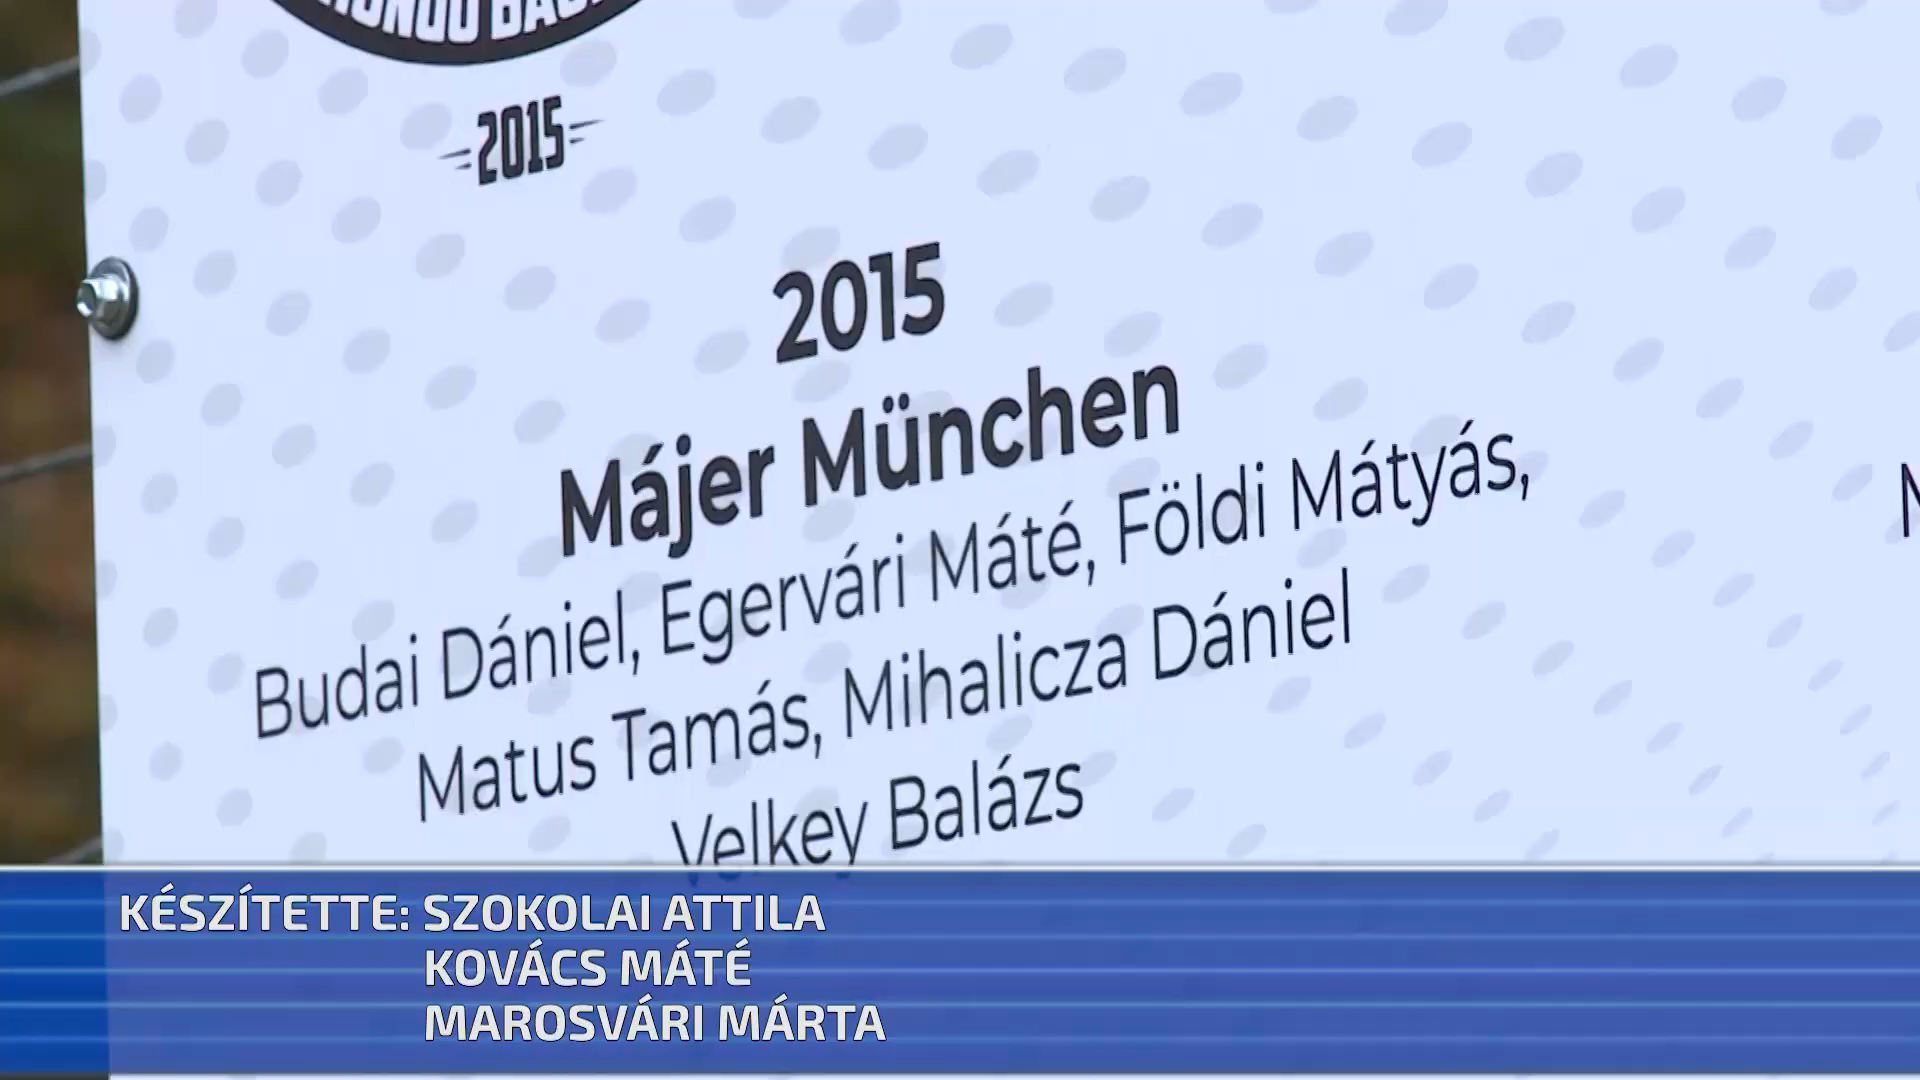 2015
2015
Májer München
Budai Dániel, Egervári Máté, Földi Mátyás,
Matus Tamás, Mihalicza Dániel
Velkey Balázs
KÉSZÍTETTE: SZOKOLAI ATTILA
KOVÁCS MÁTÉ
MAROSVÁRI MÁRTA